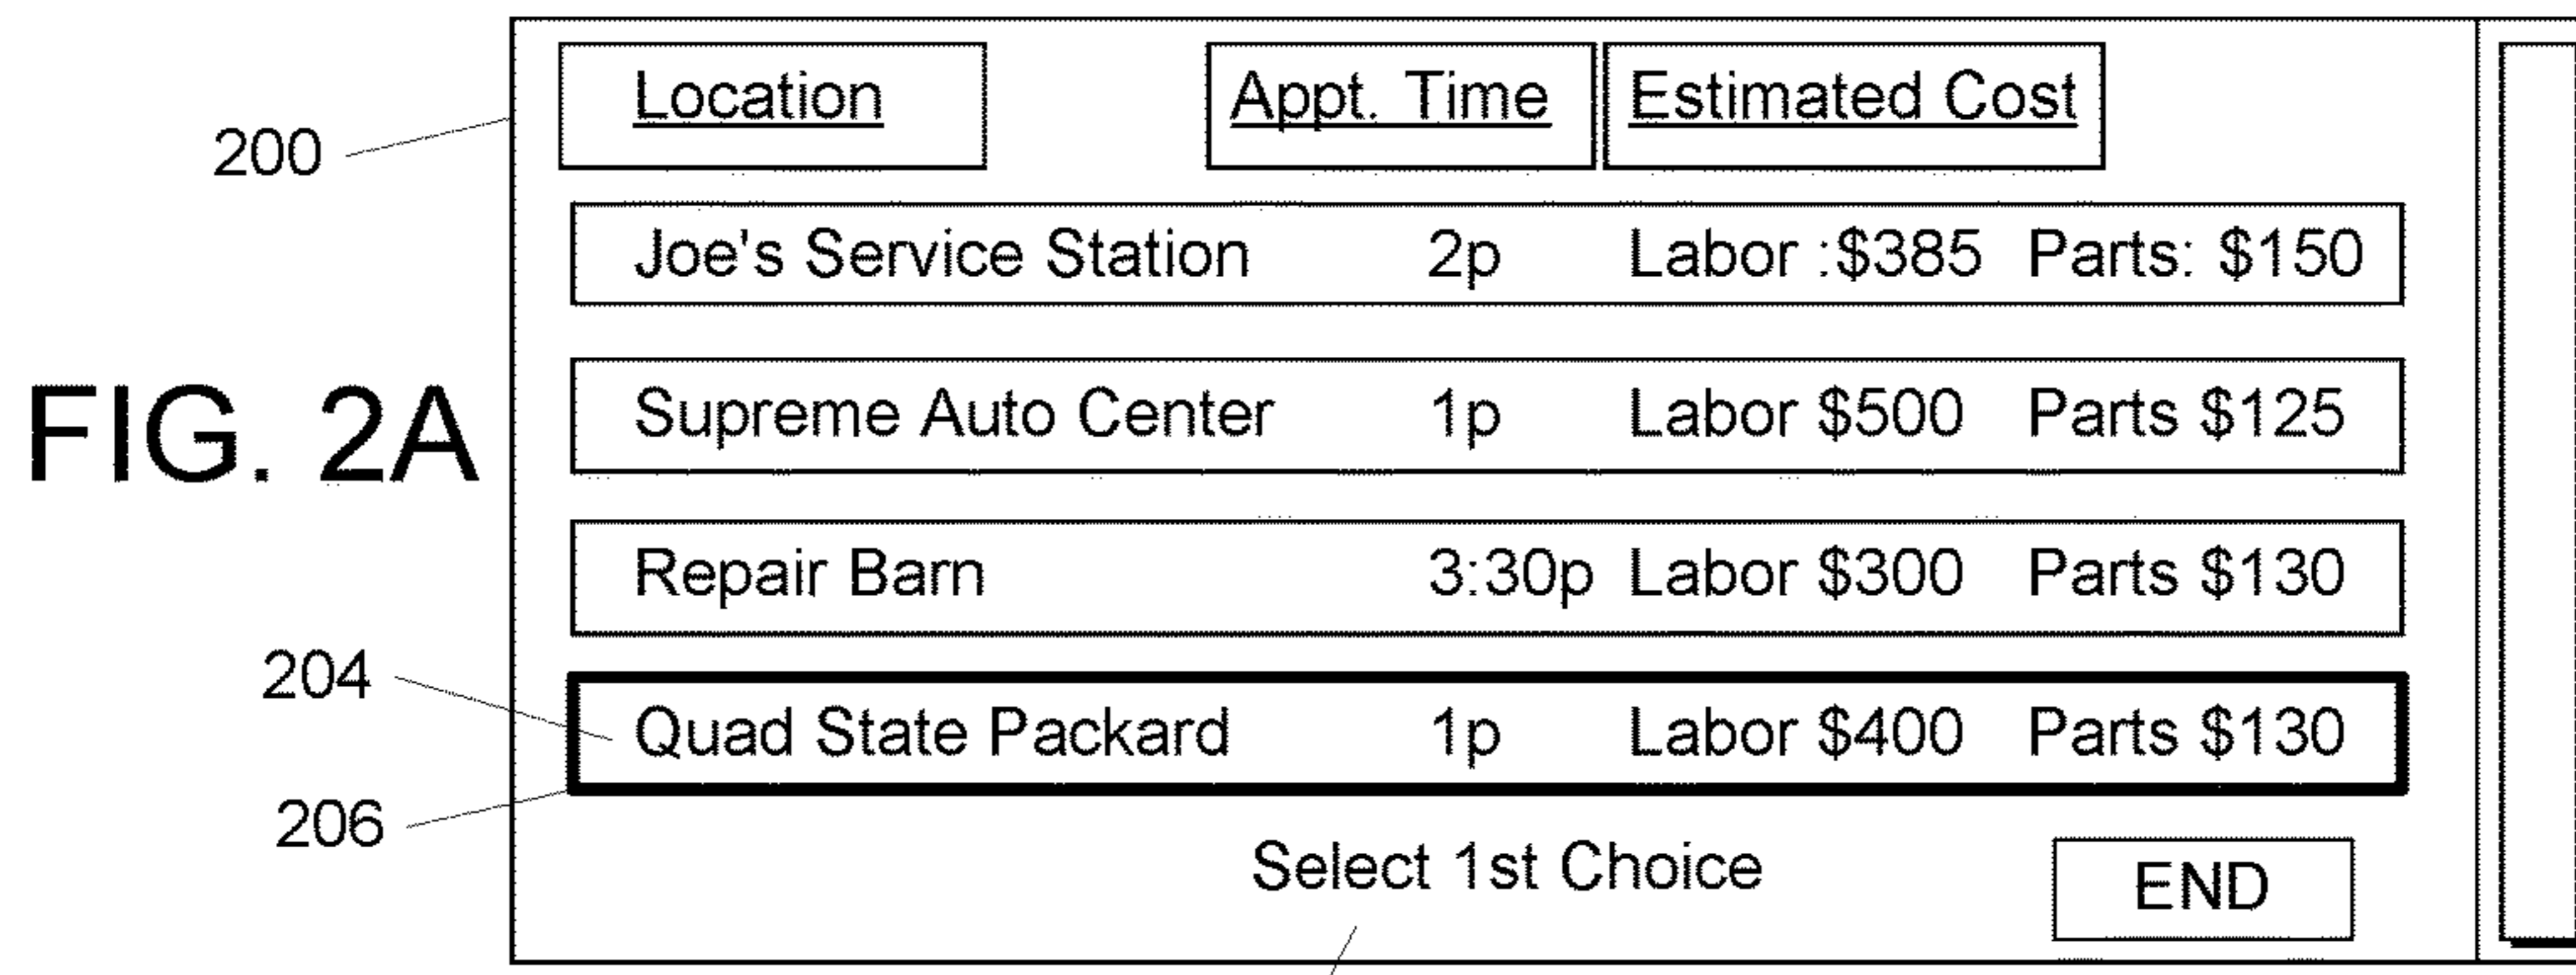 Location Appt. Time Estimated Cost
200
Joe's Service Station 2p Labor :$385 Parts: $150
FIG. 2A
Supreme Auto Center 1p Labor $500 Parts $125
Repair Barn 3:30p Labor $300 Parts $130
204
Quad State Packard 1p Labor $400 Parts $130
206
Select 1st Choice END